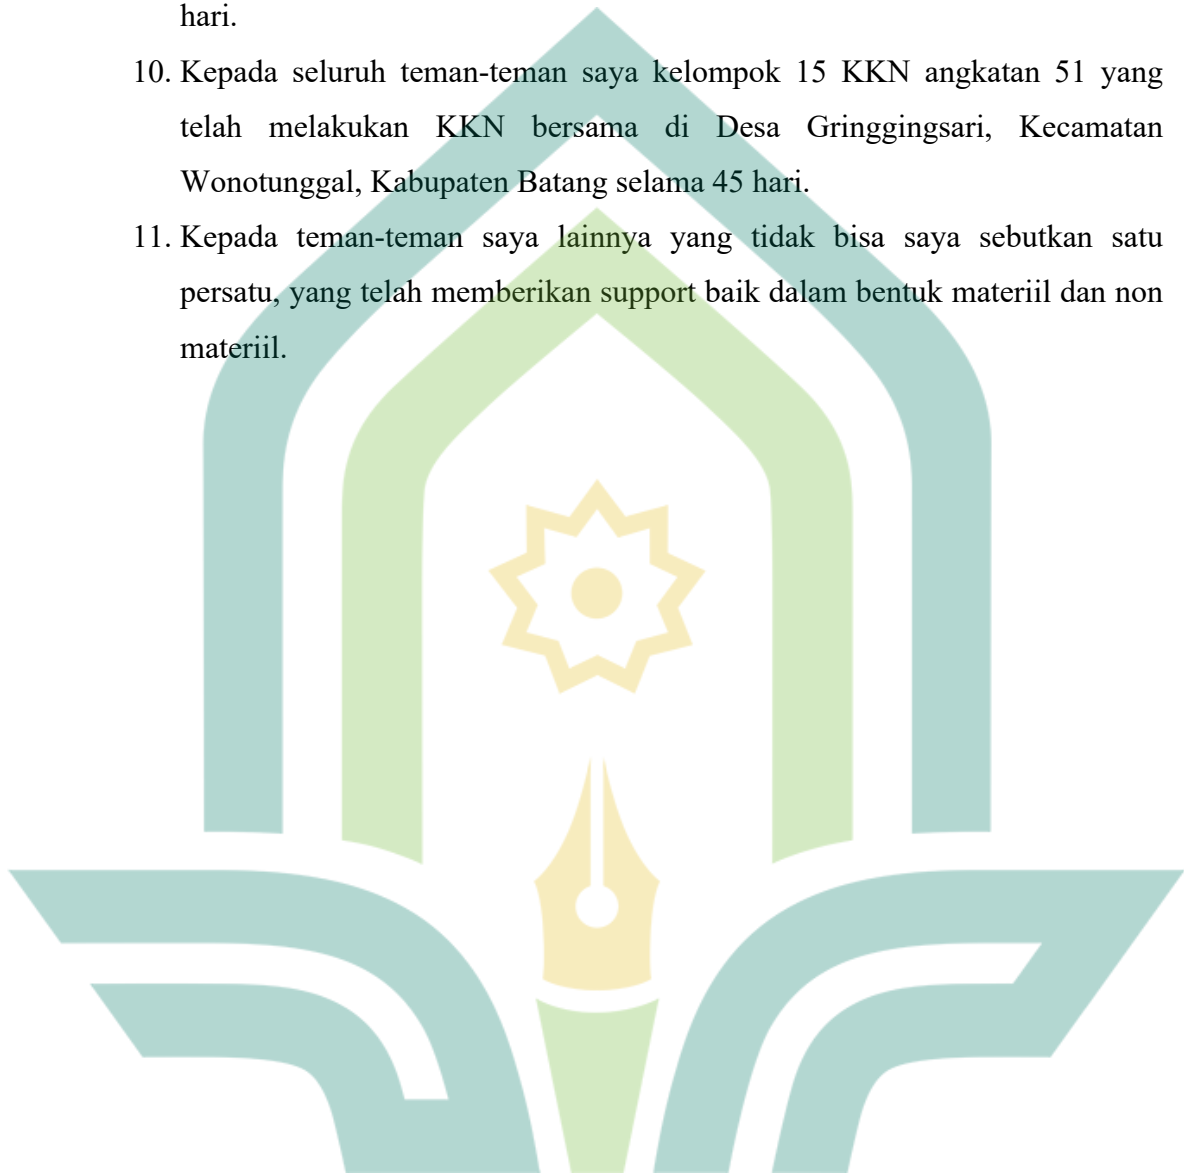 hari.
10. Kepada seluruh teman-teman saya kelompok 15 KKN angkatan 51 yang
telah melakukan KKN bersama di Desa Gringgingsari, Kecamatan
Wonotunggal, Kabupaten Batang selama 45 hari.
11. Kepada teman-teman saya lainnya yang tidak bisa saya sebutkan satu
persatu, yang telah memberikan support baik dalam bentuk materiil dan non
materiil.